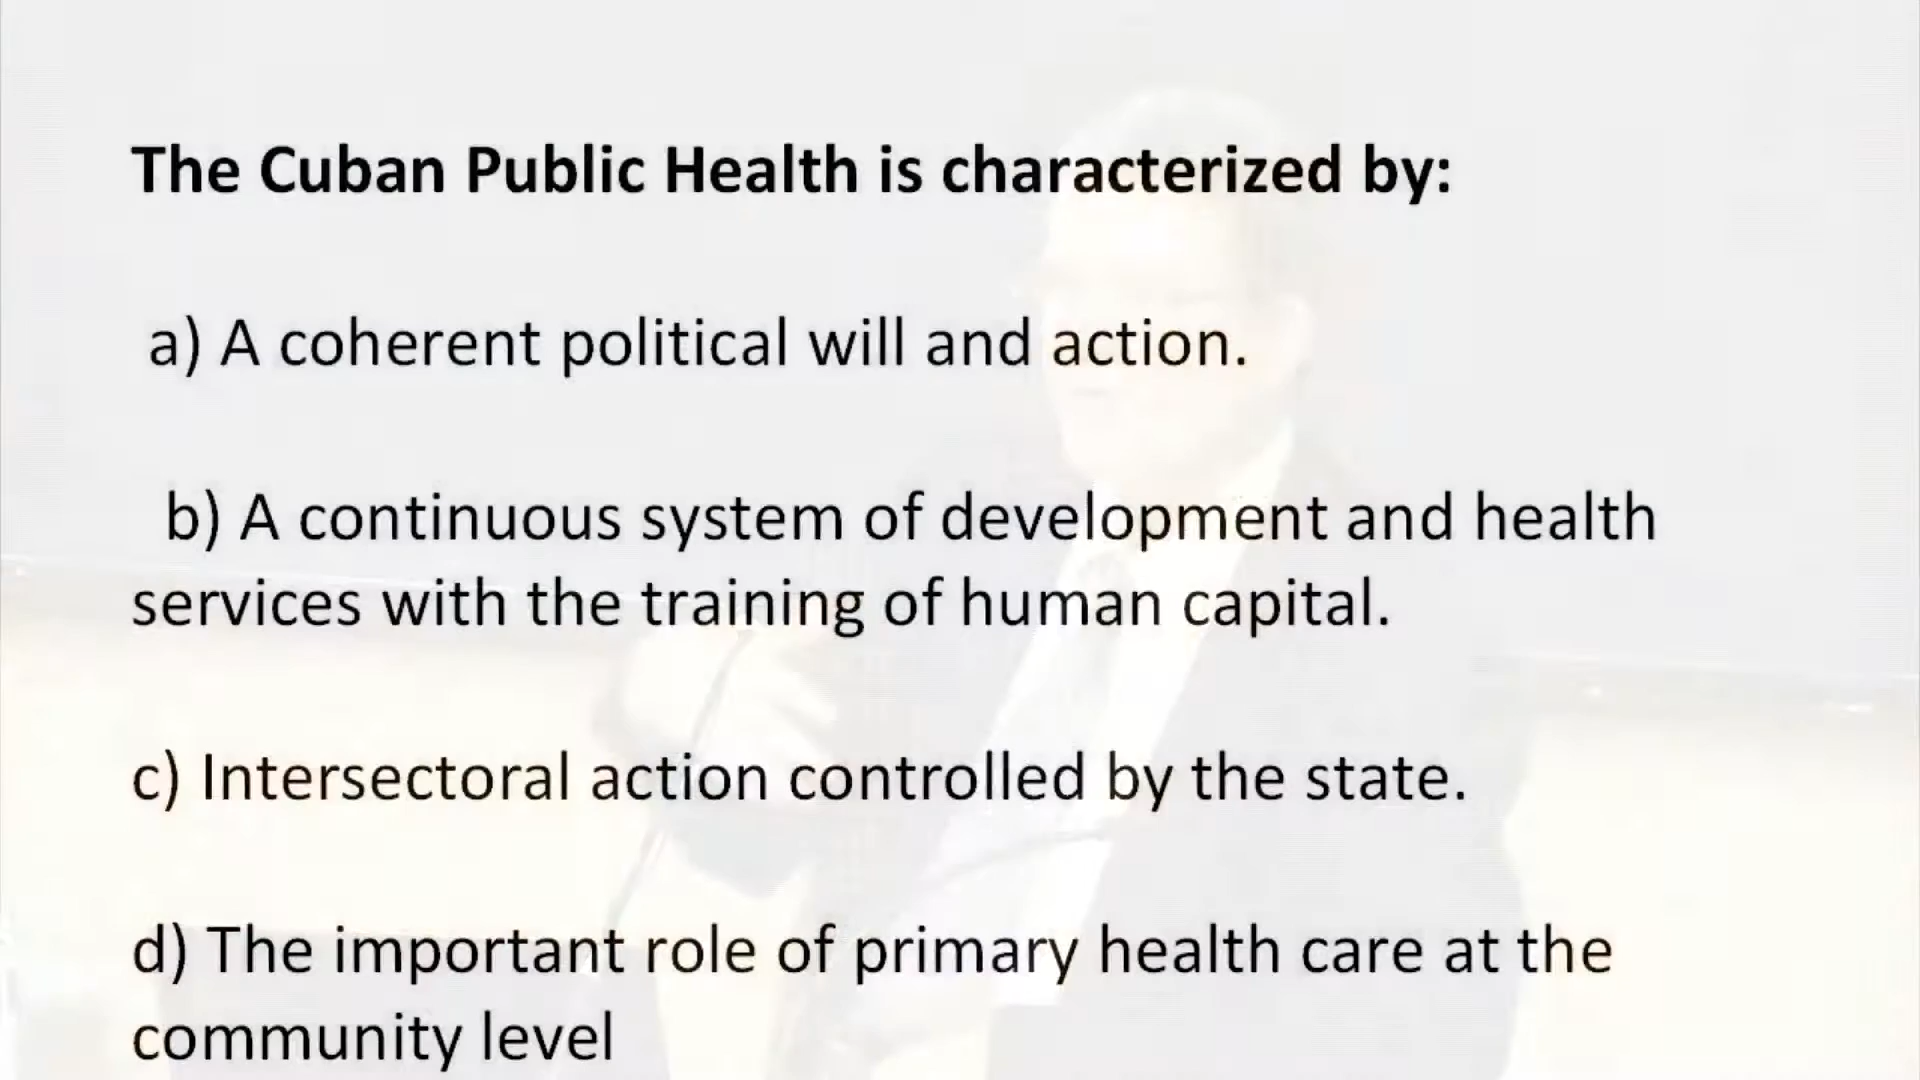 The Cuban Public Health is characterized by:
a) A coherent political will and action.
b) A continuous system of development and health
services with the training of human capital.
c) Intersectoral action controlled by the state.
d) The important role of primary health care at the
community level